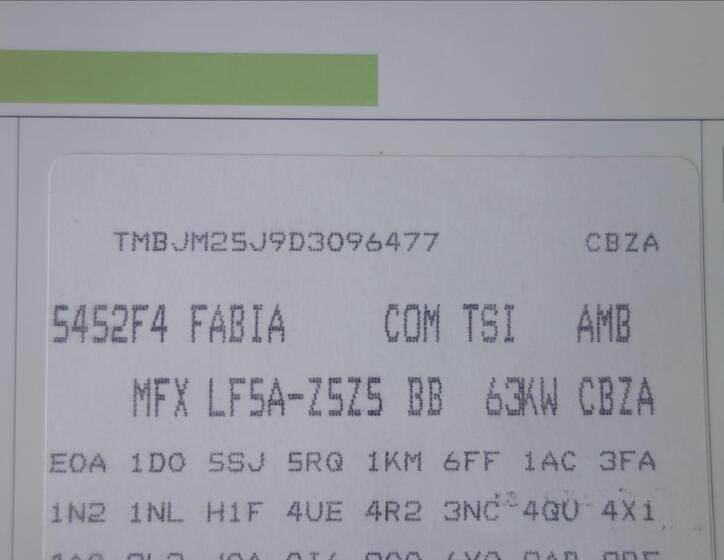 TMBJM25J9D3096477 CBZA
5452F4 FABIA COM TSI AMB
MFX LF5A-Z5Z5 BB 63KW CBZA
E0A 1D0 5SJ 5RQ 1KM 6FF 1AC 3FA
1N2 1NL H1F 4UE 4R2 3NC 4QU 4X1